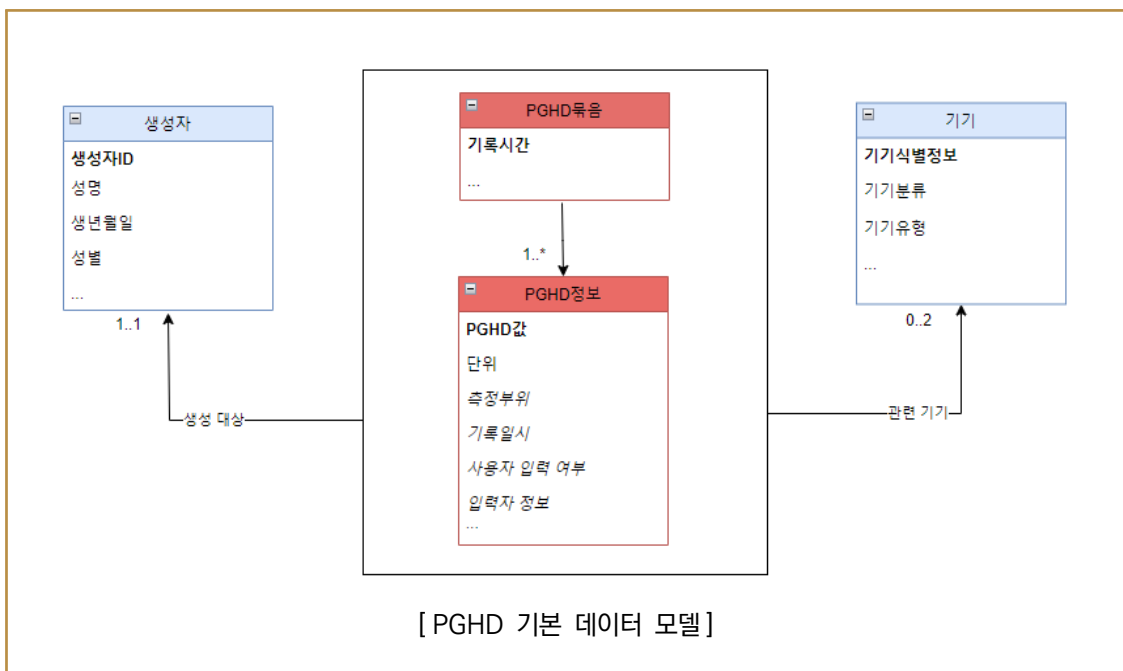 생성자
생성자ID
성명
생년월일
성별
...
1..1
생성 대상
PGHD묶음
기록시간
...
1..*
PGHD정보
PGHD값
단위
측정부위
기록일시
사용자 입력 여부
입력자 정보
...
기기
기기식별정보
기기분류
기기유형
...
0..2
관련 기기
[ PGHD 기본 데이터 모델 ]